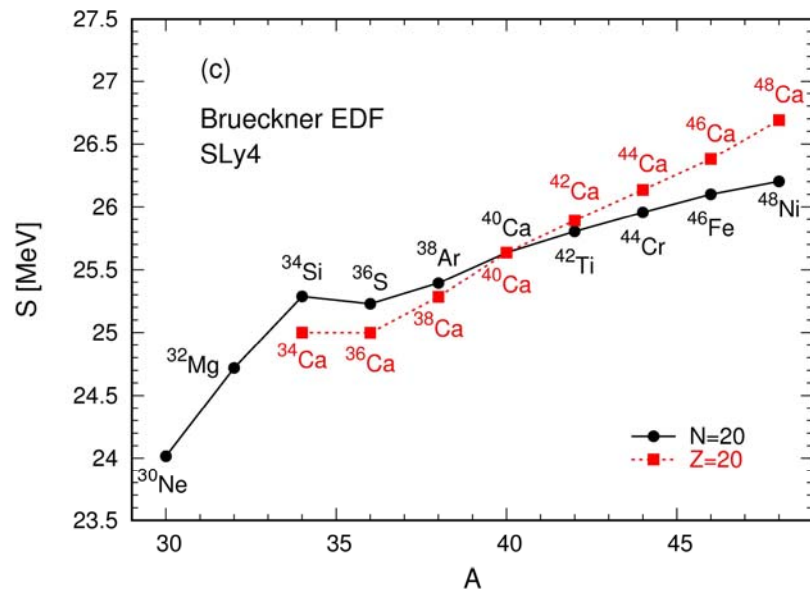 27.5
27
26.5
26
25.5
25
24.5
24
23.5
S [MeV]
(c)
Brueckner EDF
SLy4
⁴⁸Ca
⁴⁶Ca
⁴⁴Ca
⁴²Ca
⁴⁰Ca
³⁸Ar
³⁶S
³⁴Si
³²Mg
³⁰Ne
³⁴Ca
³⁶Ca
³⁸Ca
⁴⁰Ca
⁴²Ti
⁴⁴Cr
⁴⁶Fe
⁴⁸Ni
N=20
Z=20
30 35 40 45
A